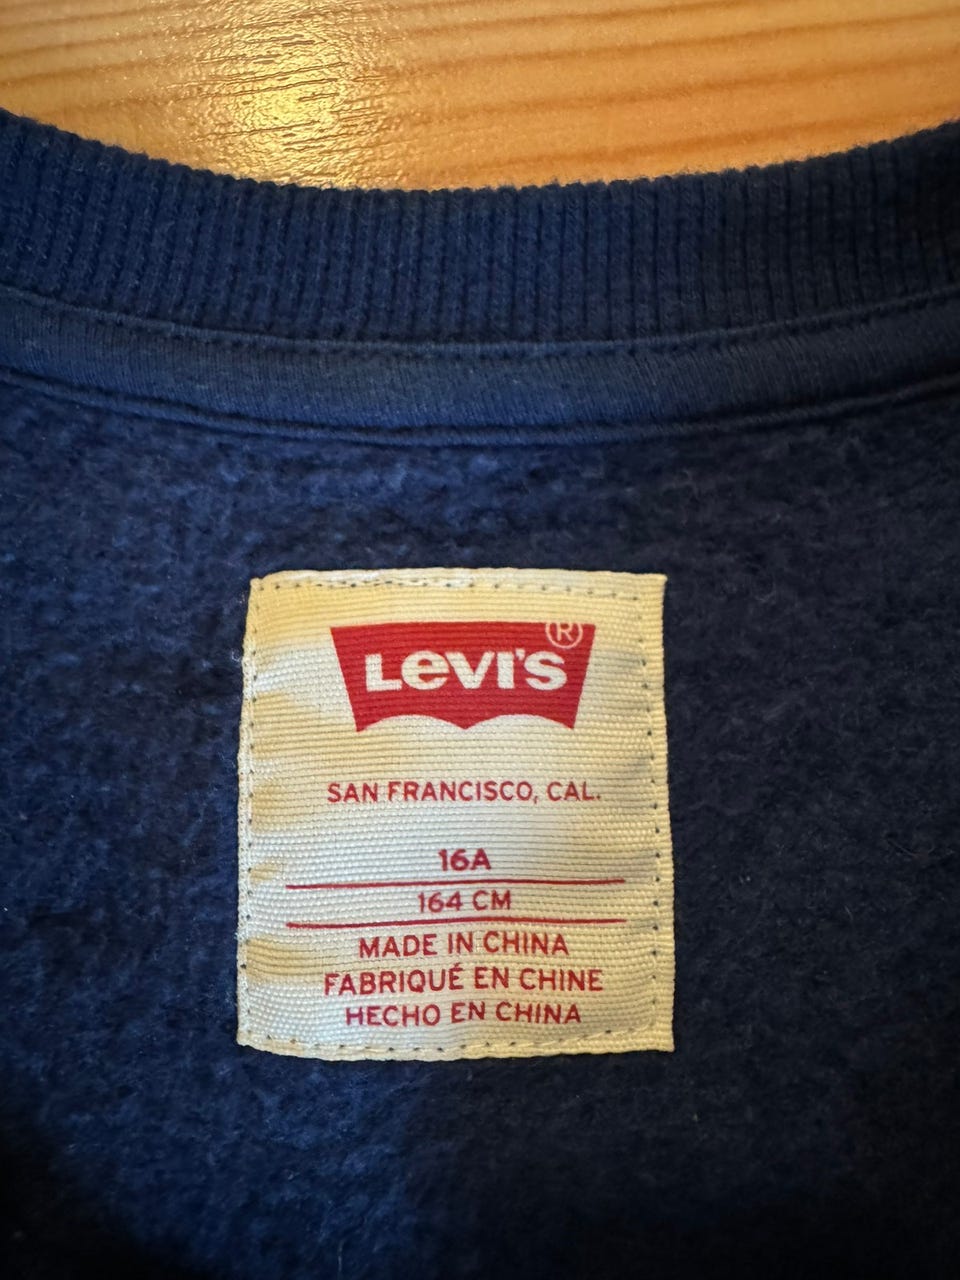 LEVI'S®
SAN FRANCISCO, CAL.
16A
164 CM
MADE IN CHINA
FABRIQUÉ EN CHINE
HECHO EN CHINA